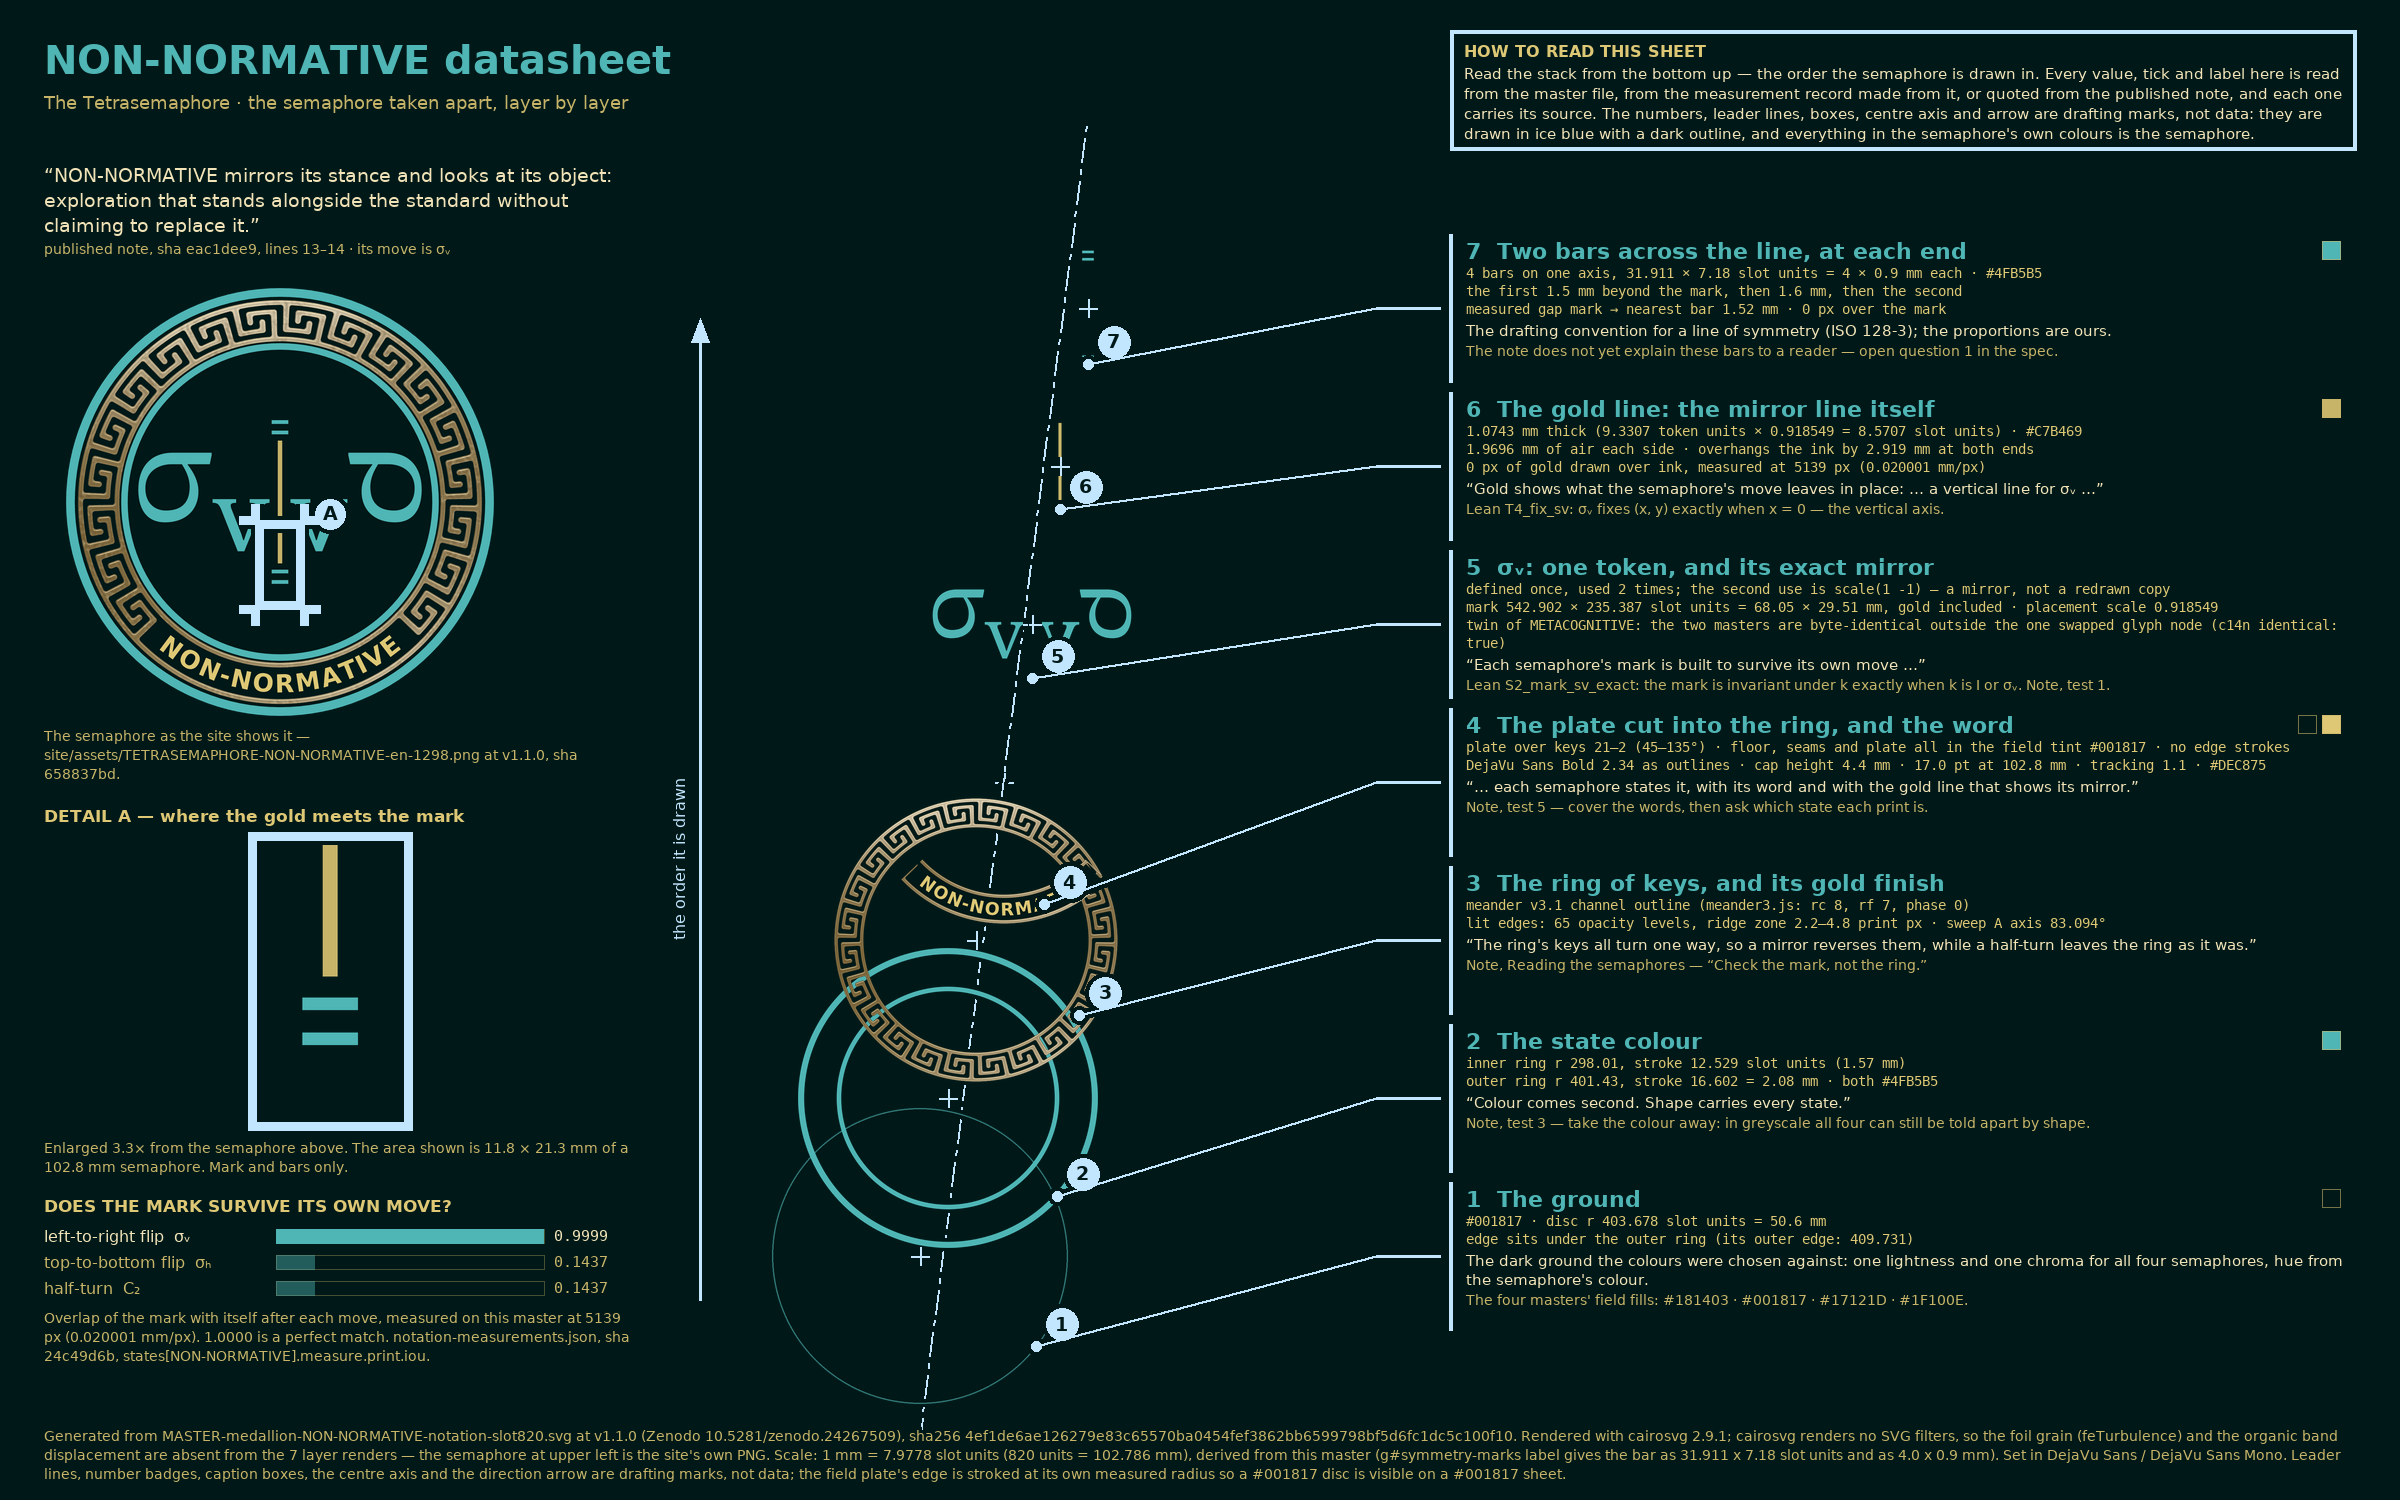 NON-NORMATIVE datasheet
The Tetrasemaphore · the semaphore taken apart, layer by layer
“NON-NORMATIVE mirrors its stance and looks at its object:
exploration that stands alongside the standard without
claiming to replace it.”
published note, sha eac1dee9, lines 13–14 · its move is σᵥ
σᵥ
A
NON-NORMATIVE
The semaphore as the site shows it —
site/assets/TETRASEMAPHORE-NON-NORMATIVE-en-1298.png at v1.1.0, sha
658837bd.
DETAIL A — where the gold meets the mark
Enlarged 3.3× from the semaphore above. The area shown is 11.8 × 21.3 mm of a
102.8 mm semaphore. Mark and bars only.
DOES THE MARK SURVIVE ITS OWN MOVE?
left-to-right flip σᵥ 0.9999
top-to-bottom flip σₕ 0.1437
half-turn C₂ 0.1437
Overlap of the mark with itself after each move, measured on this master at 5139
px (0.020001 mm/px). 1.0000 is a perfect match. notation-measurements.json, sha
24c49d6b, states[NON-NORMATIVE].measure.print.iou.
the order it is drawn
7
6
σᵥ
5
4
NON-NORM
3
2
1
HOW TO READ THIS SHEET
Read the stack from the bottom up — the order the semaphore is drawn in. Every value, tick and label here is read
from the master file, from the measurement record made from it, or quoted from the published note, and each one
carries its source. The numbers, leader lines, boxes, centre axis and arrow are drafting marks, not data: they are
drawn in ice blue with a dark outline, and everything in the semaphore's own colours is the semaphore.
7 Two bars across the line, at each end
4 bars on one axis, 31.911 × 7.18 slot units = 4 × 0.9 mm each · #4FB5B5
the first 1.5 mm beyond the mark, then 1.6 mm, then the second
measured gap mark → nearest bar 1.52 mm · 0 px over the mark
The drafting convention for a line of symmetry (ISO 128-3); the proportions are ours.
The note does not yet explain these bars to a reader — open question 1 in the spec.
6 The gold line: the mirror line itself
1.0743 mm thick (9.3307 token units × 0.918549 = 8.5707 slot units) · #C7B469
1.9696 mm of air each side · overhangs the ink by 2.919 mm at both ends
0 px of gold drawn over ink, measured at 5139 px (0.020001 mm/px)
“Gold shows what the semaphore's move leaves in place: … a vertical line for σᵥ …”
Lean T4_fix_sv: σᵥ fixes (x, y) exactly when x = 0 — the vertical axis.
5 σᵥ: one token, and its exact mirror
defined once, used 2 times; the second use is scale(1 -1) — a mirror, not a redrawn copy
mark 542.902 × 235.387 slot units = 68.05 × 29.51 mm, gold included · placement scale 0.918549
twin of METACOGNITIVE: the two masters are byte-identical outside the one swapped glyph node (c14n identical:
true)
“Each semaphore's mark is built to survive its own move …”
Lean S2_mark_sv_exact: the mark is invariant under k exactly when k is I or σᵥ. Note, test 1.
4 The plate cut into the ring, and the word
plate over keys 21–2 (45–135°) · floor, seams and plate all in the field tint #001817 · no edge strokes
DejaVu Sans Bold 2.34 as outlines · cap height 4.4 mm · 17.0 pt at 102.8 mm · tracking 1.1 · #DEC875
“… each semaphore states it, with its word and with the gold line that shows its mirror.”
Note, test 5 — cover the words, then ask which state each print is.
3 The ring of keys, and its gold finish
meander v3.1 channel outline (meander3.js: rc 8, rf 7, phase 0)
lit edges: 65 opacity levels, ridge zone 2.2–4.8 print px · sweep A axis 83.094°
“The ring's keys all turn one way, so a mirror reverses them, while a half-turn leaves the ring as it was.”
Note, Reading the semaphores — “Check the mark, not the ring.”
2 The state colour
inner ring r 298.01, stroke 12.529 slot units (1.57 mm)
outer ring r 401.43, stroke 16.602 = 2.08 mm · both #4FB5B5
“Colour comes second. Shape carries every state.”
Note, test 3 — take the colour away: in greyscale all four can still be told apart by shape.
1 The ground
#001817 · disc r 403.678 slot units = 50.6 mm
edge sits under the outer ring (its outer edge: 409.731)
The dark ground the colours were chosen against: one lightness and one chroma for all four semaphores, hue from
the semaphore's colour.
The four masters' field fills: #181403 · #001817 · #17121D · #1F100E.
Generated from MASTER-medallion-NON-NORMATIVE-notation-slot820.svg at v1.1.0 (Zenodo 10.5281/zenodo.24267509), sha256 4ef1de6ae126279e83c65570ba0454fef3862bb6599798bf5d6fc1dc5c100f10. Rendered with cairosvg 2.9.1; cairosvg renders no SVG filters, so the foil grain (feTurbulence) and the organic band
displacement are absent from the 7 layer renders — the semaphore at upper left is the site's own PNG. Scale: 1 mm = 7.9778 slot units (820 units = 102.786 mm), derived from this master (g#symmetry-marks label gives the bar as 31.911 x 7.18 slot units and as 4.0 x 0.9 mm). Set in DejaVu Sans / DejaVu Sans Mono. Leader
lines, number badges, caption boxes, the centre axis and the direction arrow are drafting marks, not data; the field plate's edge is stroked at its own measured radius so a #001817 disc is visible on a #001817 sheet.